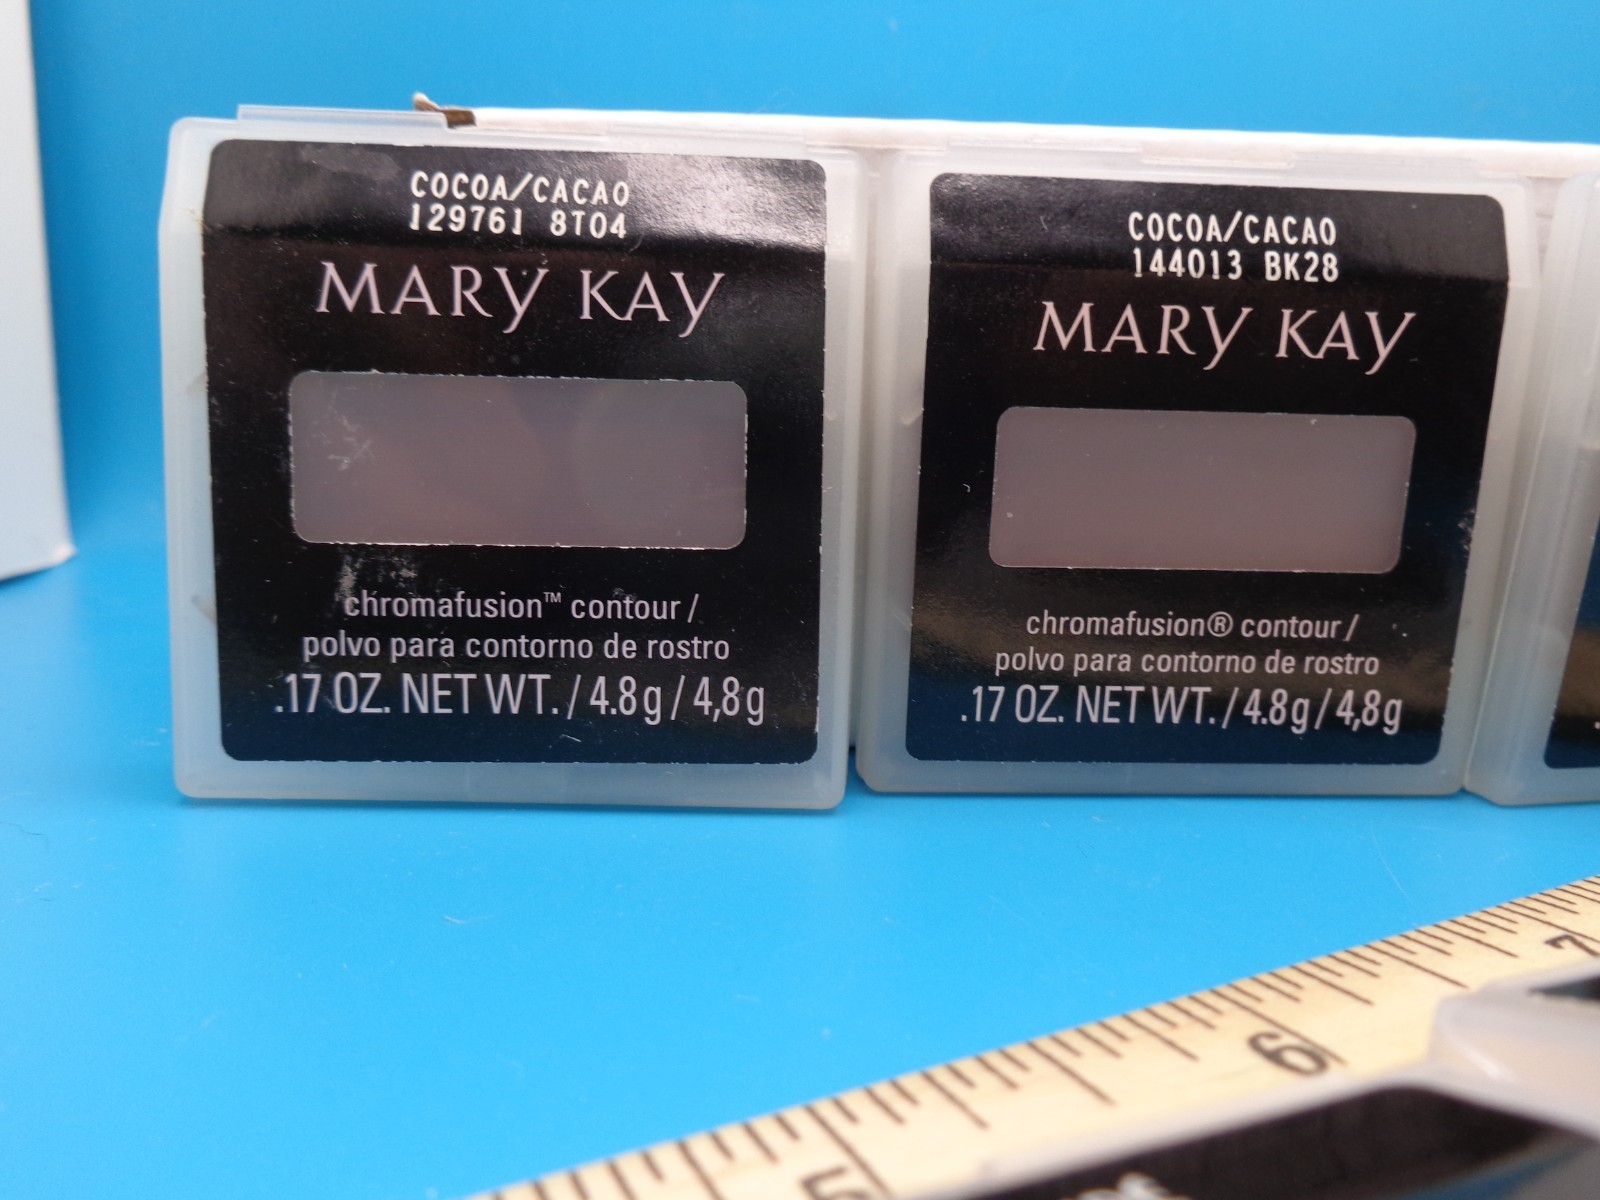 COCOA/CACAO
129761 8T04
MARY KAY
chromafusion™ contour /
polvo para contorno de rostro
.17 OZ. NET WT. / 4.8g / 4,8g
COCOA/CACAO
144013 BK28
MARY KAY
chromafusion® contour /
polvo para contorno de rostro
.17 OZ. NET WT. / 4.8g / 4,8g
5
6
7